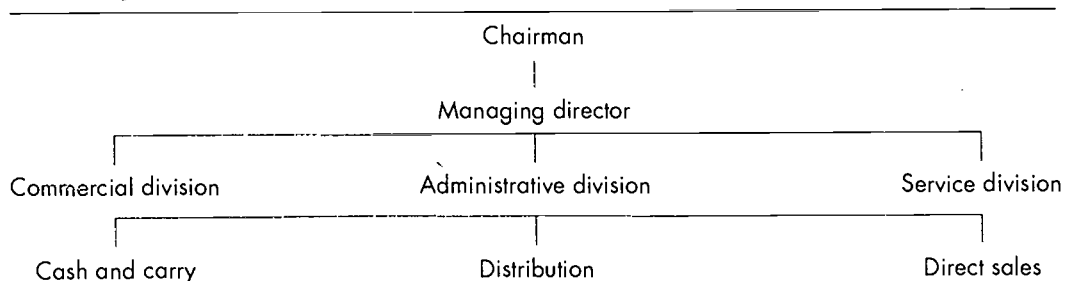 Chairman
Managing director
Commercial division Administrative division Service division
Cash and carry Distribution Direct sales